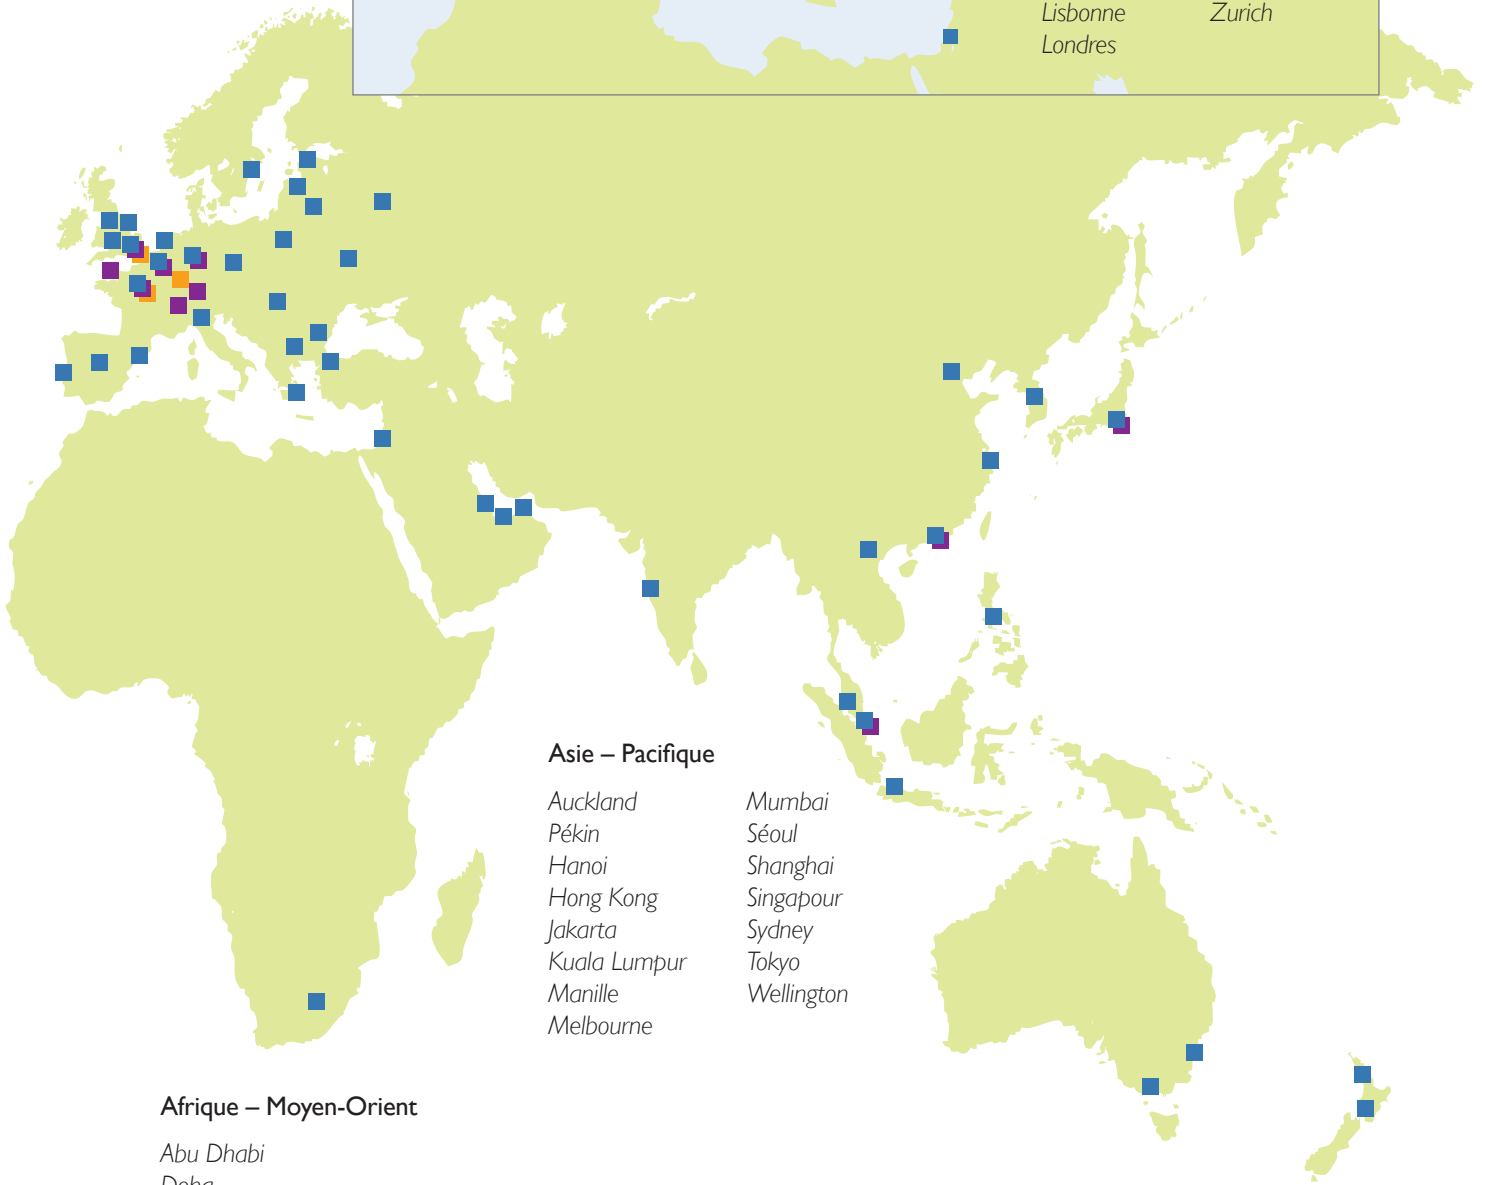 Lisbonne
Londres
Zurich
Asie – Pacifique
Auckland
Pékin
Hanoi
Hong Kong
Jakarta
Kuala Lumpur
Manille
Melbourne
Mumbai
Séoul
Shanghai
Singapour
Sydney
Tokyo
Wellington
Afrique – Moyen-Orient
Abu Dhabi
Doha